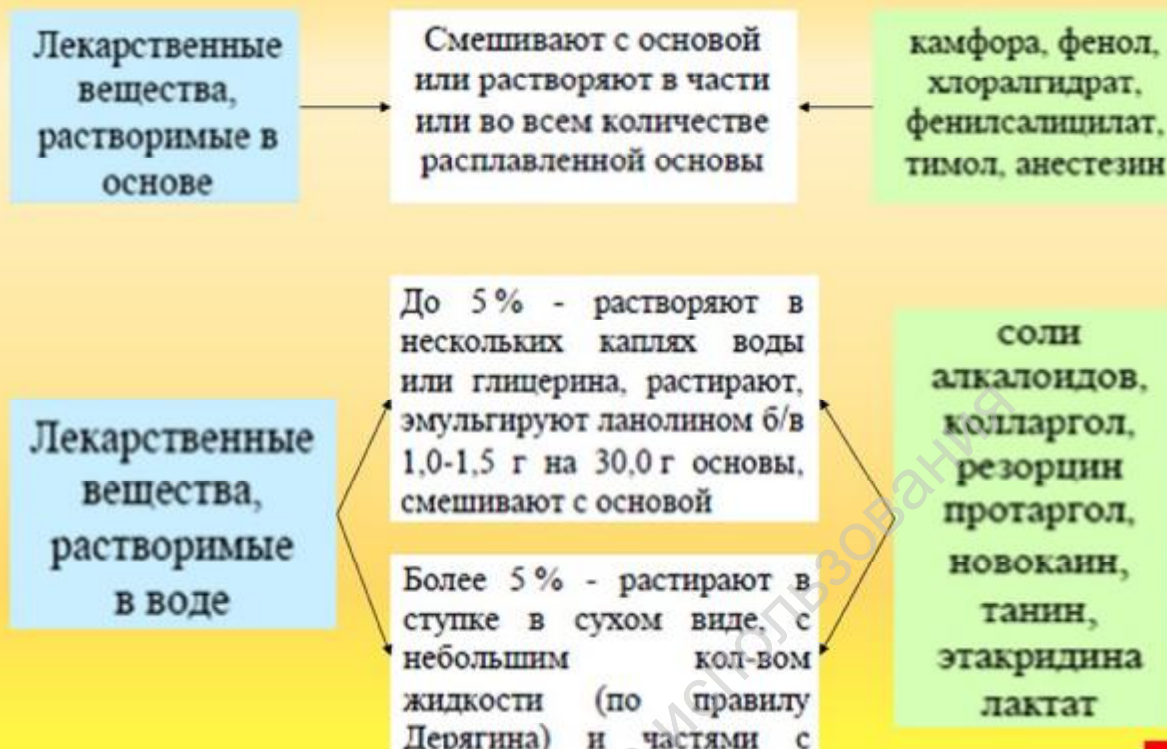 Лекарственные
вещества,
растворимые в
основе
Смешивают с основой
или растворяют в части
или во всем количестве
расплавленной основы
камфора, фенол,
хлоралгидрат,
фенилсалицилат,
тимол, анестезин
Лекарственные
вещества,
растворимые
в воде
До 5 % - растворяют в
нескольких каплях воды
или глицерина, растирают,
эмульгируют ланолином б/в
1,0-1,5 г на 30,0 г основы,
смешивают с основой
Более 5 % - растирают в
ступке в сухом виде, с
небольшим кол-вом
жидкости (по правилу
Дерягина) и частями с
соли
алкалоидов,
колларгол,
резорцин
протаргол,
новокаин,
танин,
этакридина
лактат